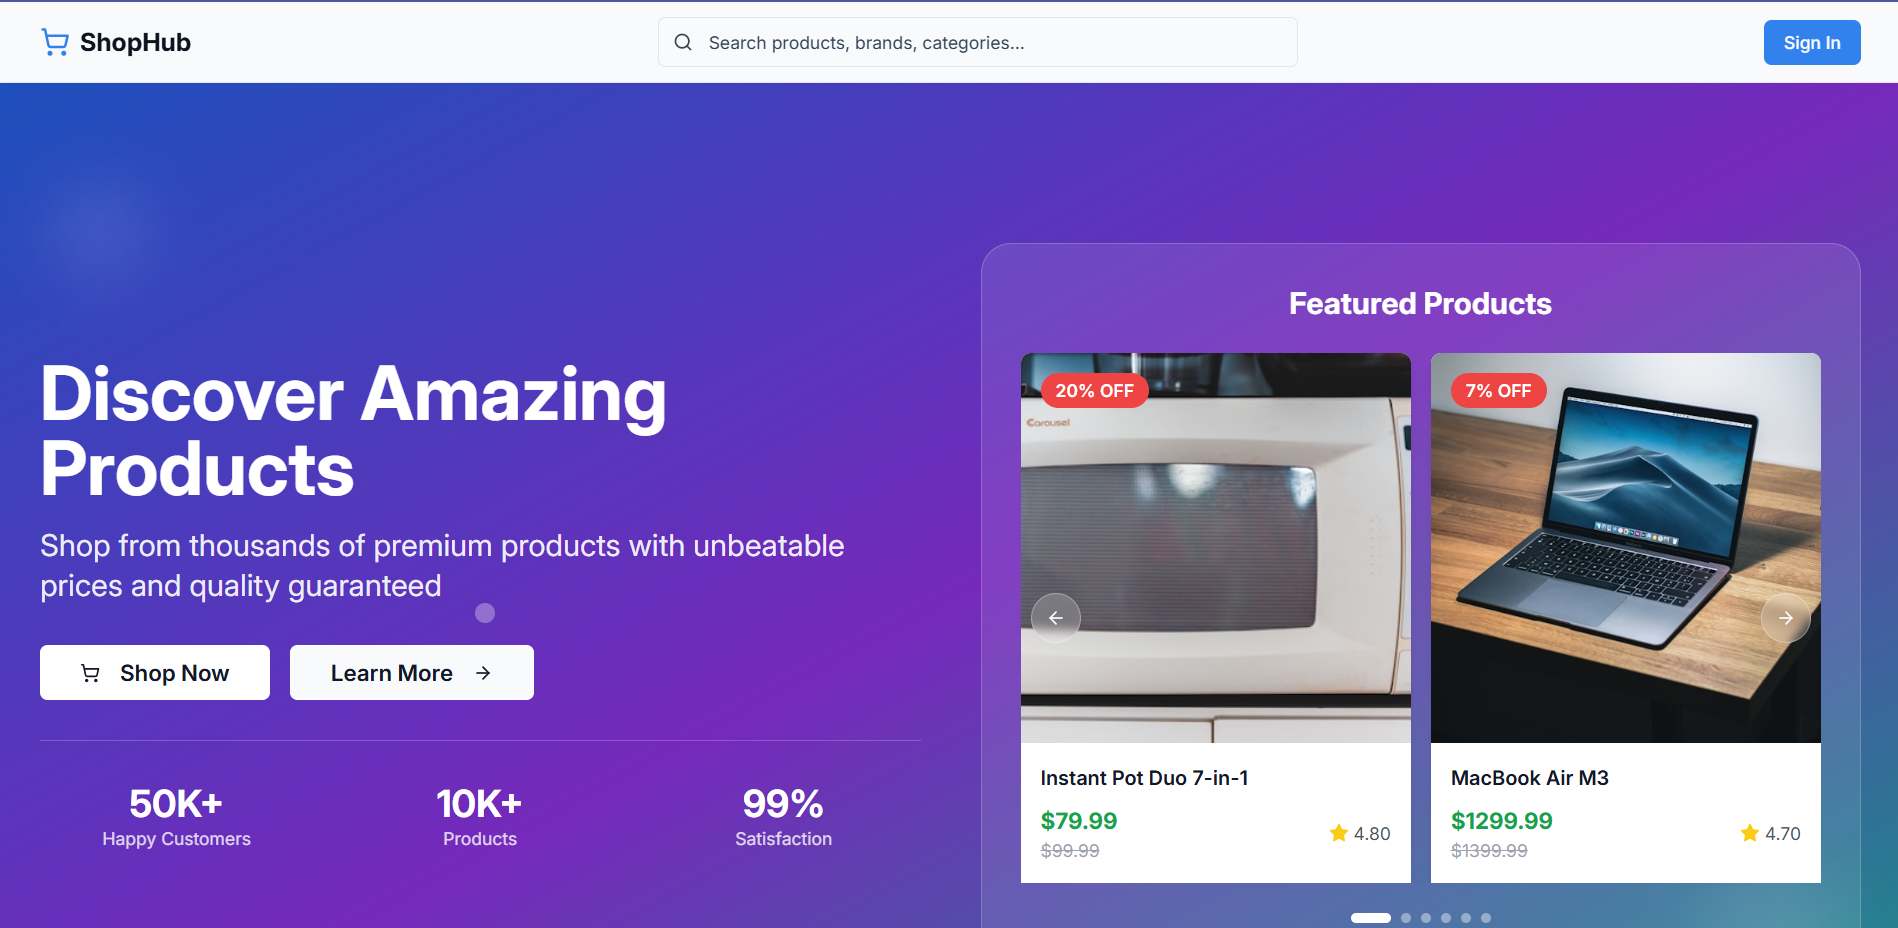 ShopHub
Search products, brands, categories...
Sign In
Discover Amazing
Products
Shop from thousands of premium products with unbeatable
prices and quality guaranteed
Shop Now
Learn More
50K+
Happy Customers
10K+
Products
99%
Satisfaction
Featured Products
20% OFF
Carousel
Instant Pot Duo 7-in-1
$79.99
$99.99
4.80
7% OFF
MacBook Air M3
$1299.99
$1399.99
4.70